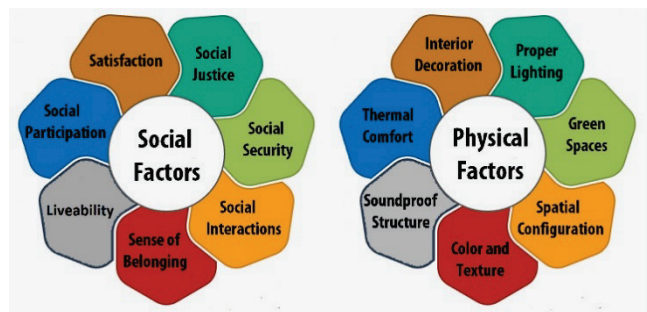 Social
Factors
Satisfaction
Social
Justice
Social
Security
Social
Interactions
Sense of
Belonging
Liveability
Social
Participation
Physical
Factors
Interior
Decoration
Proper
Lighting
Green
Spaces
Spatial
Configuration
Color and
Texture
Soundproof
Structure
Thermal
Comfort